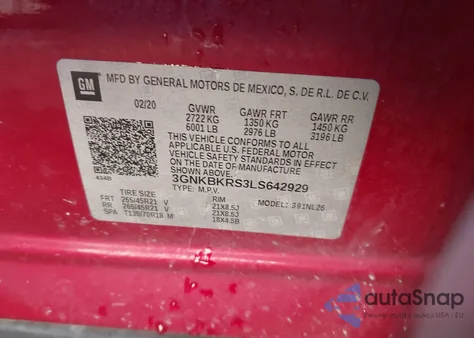 GM
MFD BY GENERAL MOTORS DE MEXICO, S. DE R.L. DE C.V.
02/20 GVWR GAWR FRT GAWR RR
2722 KG 1350 KG 1450 KG
6001 LB 2976 LB 3196 LB
THIS VEHICLE CONFORMS TO ALL
APPLICABLE U.S. FEDERAL MOTOR
VEHICLE SAFETY STANDARDS IN EFFECT ON
THE DATE OF MANUFACTURE SHOWN ABOVE.
3GNKBKRS3LS642929
TYPE: M.P.V. MODEL: 391NL26
434B
TIRE SIZE RIM
FRT 265/45R21 V 21X8.5J
RR 265/45R21 V 21X8.5J
SPA T135/70R18 M 18X4.5B
autoSnap